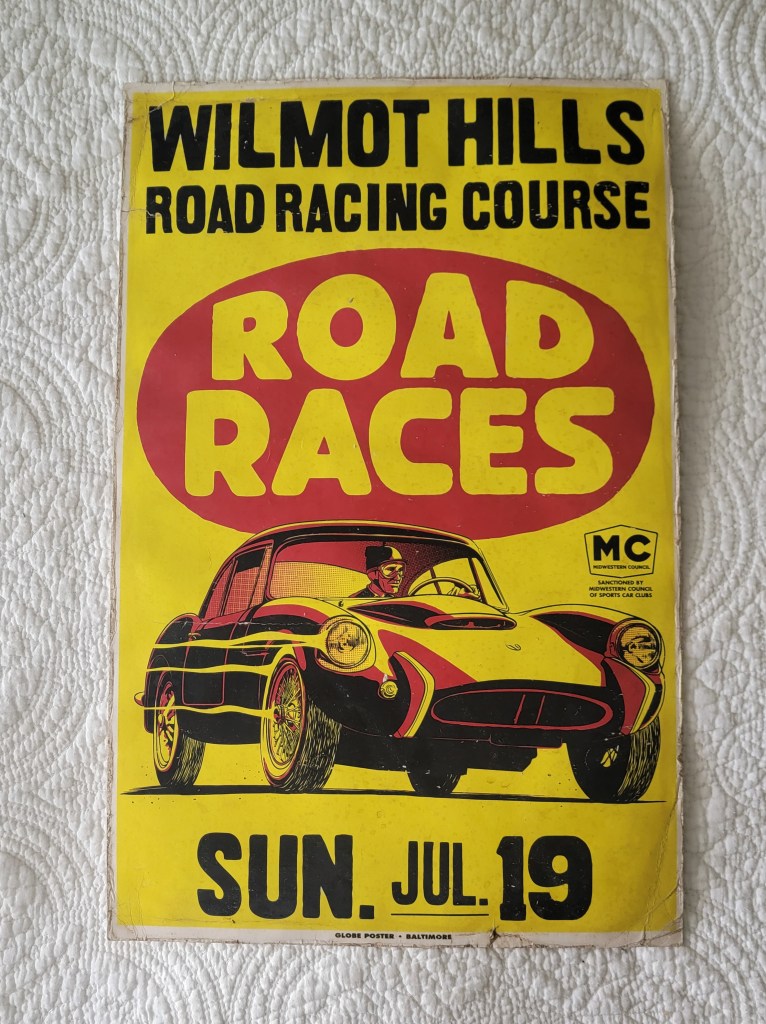 WILMOT HILLS
ROAD RACING COURSE
ROAD
RACES
MC
MIDWESTERN COUNCIL
SANCTIONED BY
MIDWESTERN COUNCIL
OF SPORTS CAR CLUBS
SUN. JUL. 19
GLOBE POSTER • BALTIMORE